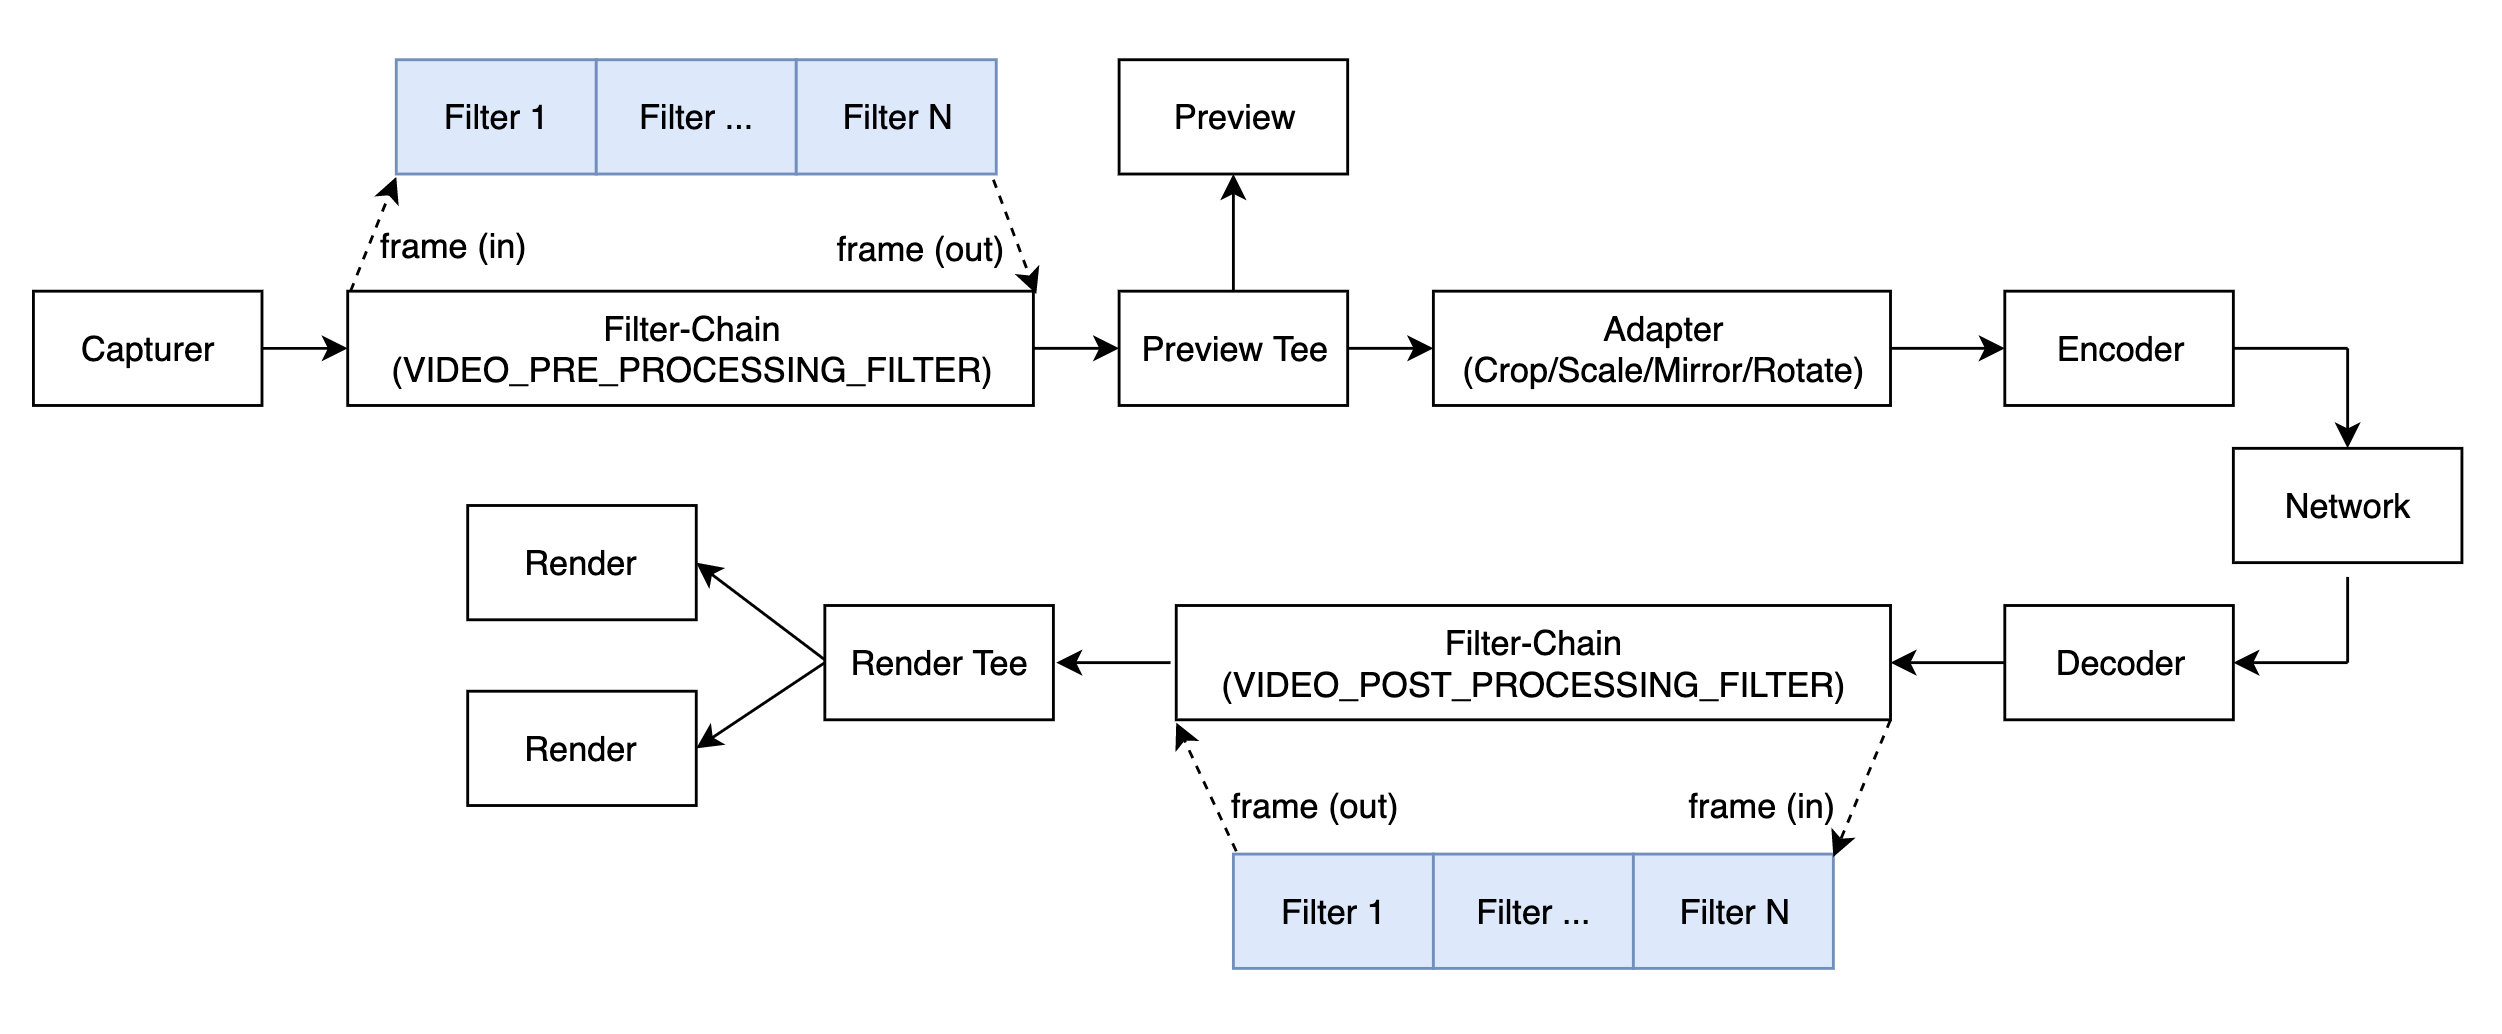 Filter 1
Filter ...
Filter N
Preview
frame (in)
frame (out)
Capturer
Filter-Chain
(VIDEO_PRE_PROCESSING_FILTER)
Preview Tee
Adapter
(Crop/Scale/Mirror/Rotate)
Encoder
Network
Render
Render Tee
Filter-Chain
(VIDEO_POST_PROCESSING_FILTER)
Decoder
Render
frame (out)
frame (in)
Filter 1
Filter ...
Filter N